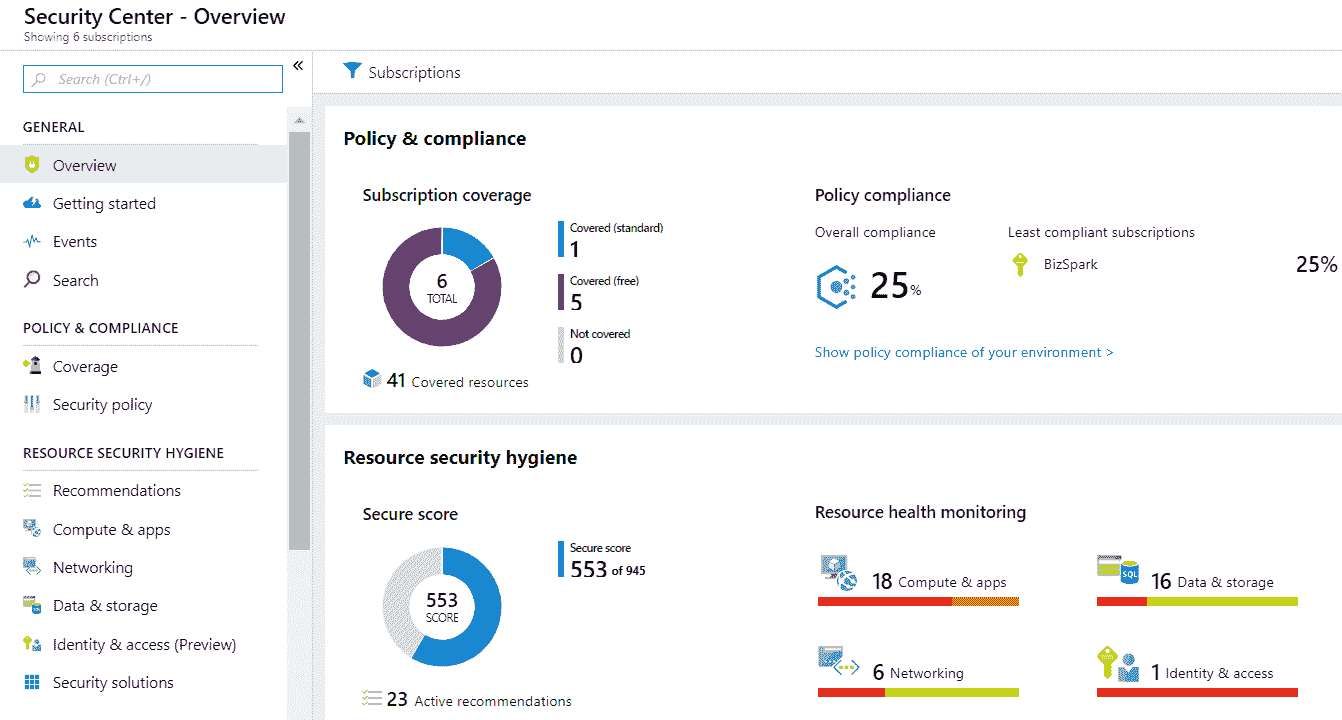 Security Center - Overview
Showing 6 subscriptions
Search (Ctrl+/)
«
GENERAL
Overview
Getting started
Events
Search
POLICY & COMPLIANCE
Coverage
Security policy
RESOURCE SECURITY HYGIENE
Recommendations
Compute & apps
Networking
Data & storage
Identity & access (Preview)
Security solutions
Subscriptions
Policy & compliance
Subscription coverage
6
TOTAL
Covered (standard)
1
Covered (free)
5
Not covered
0
41 Covered resources
Policy compliance
Overall compliance
25%
Least compliant subscriptions
BizSpark 25%
Show policy compliance of your environment >
Resource security hygiene
Secure score
553
SCORE
Secure score
553 of 945
23 Active recommendations
Resource health monitoring
18 Compute & apps
SQL
16 Data & storage
6 Networking
1 Identity & access